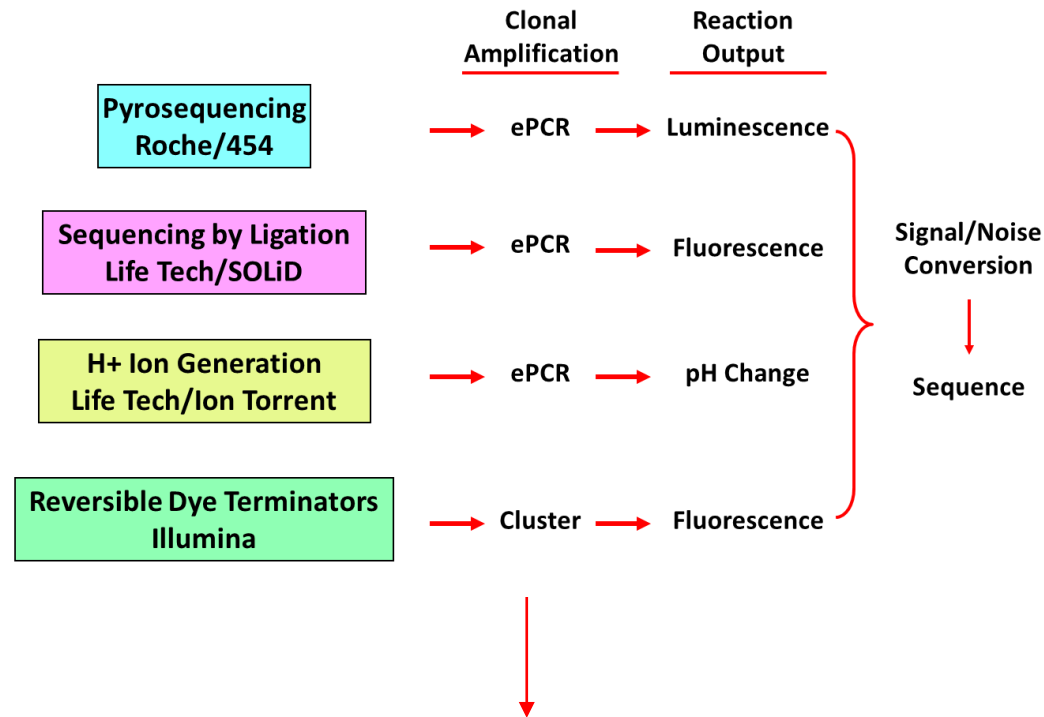 Clonal
Amplification
Reaction
Output
Pyrosequencing
Roche/454
ePCR
Luminescence
Sequencing by Ligation
Life Tech/SOLiD
ePCR
Fluorescence
Signal/Noise
Conversion
H+ Ion Generation
Life Tech/Ion Torrent
ePCR
pH Change
Sequence
Reversible Dye Terminators
Illumina
Cluster
Fluorescence